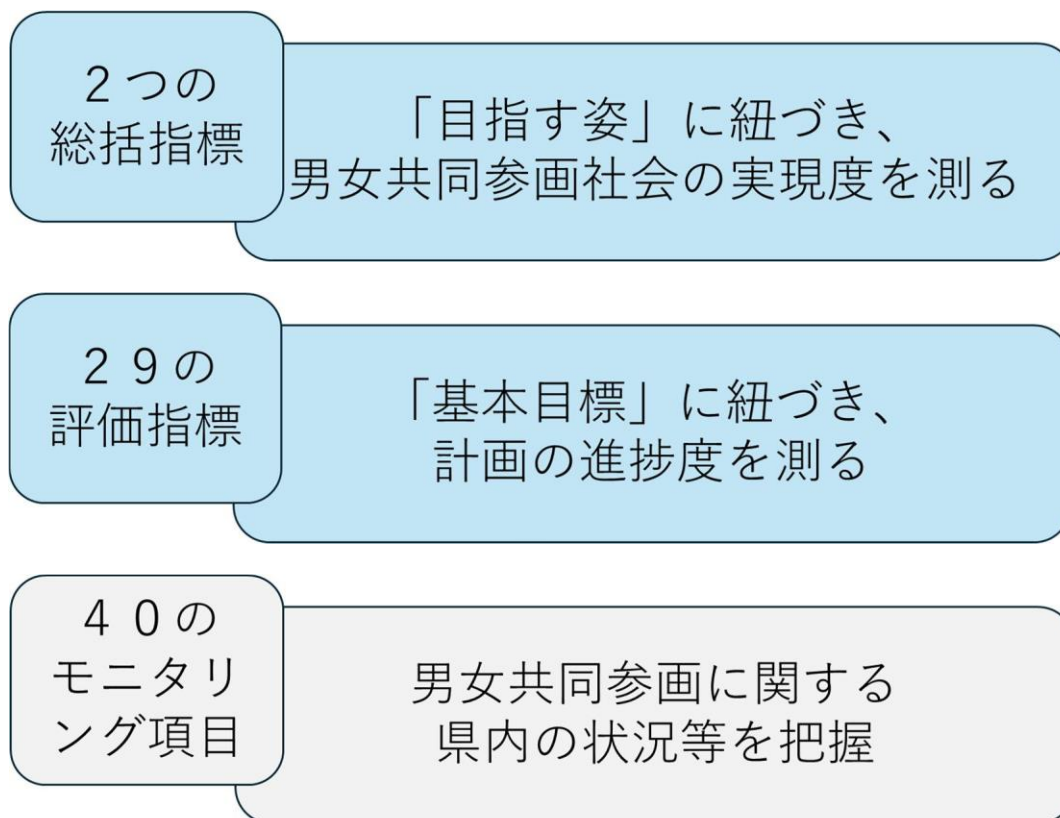 ２つの
総括指標
「目指す姿」に紐づき、
男女共同参画社会の実現度を測る
２９の
評価指標
「基本目標」に紐づき、
計画の進捗度を測る
４０の
モニタリ
ング項目
男女共同参画に関する
県内の状況等を把握